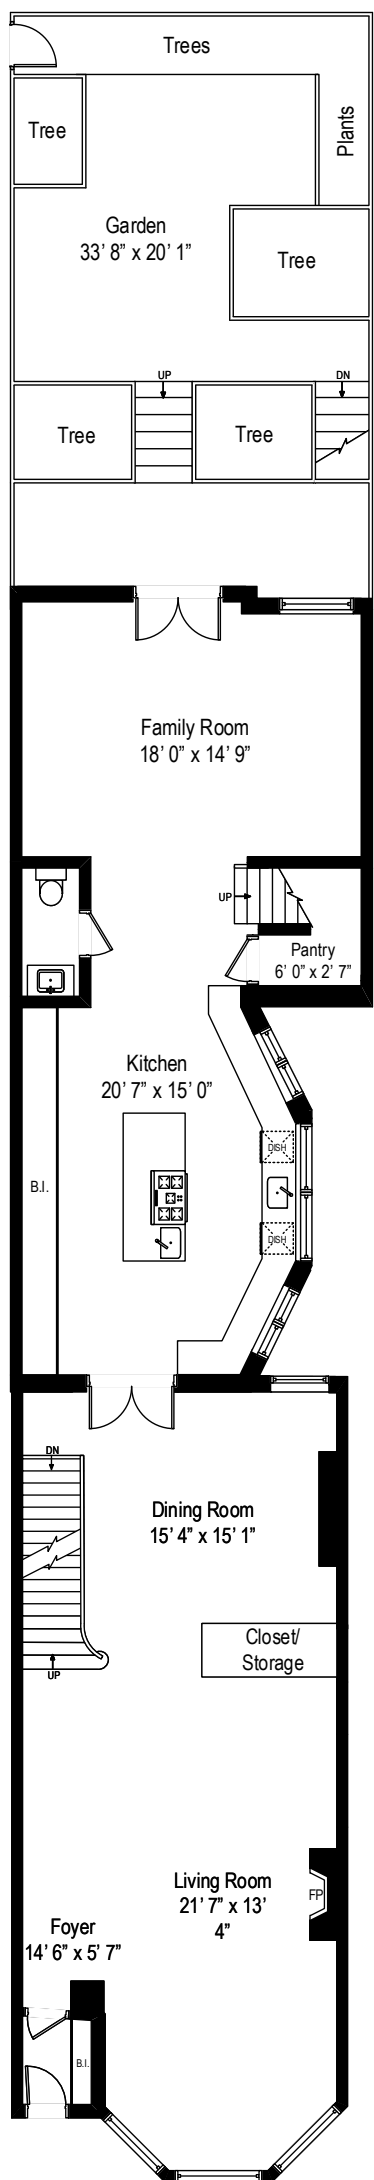 Trees
Tree
Plants
Garden
33' 8" x 20' 1"
Tree
UP
DN
Tree
Tree
Family Room
18' 0" x 14' 9"
UP
Pantry
6' 0" x 2' 7"
Kitchen
20' 7" x 15' 0"
DISH
B.I.
DISH
DN
Dining Room
15' 4" x 15' 1"
Closet/
Storage
UP
Living Room
21' 7" x 13'
4"
FP
Foyer
14' 6" x 5' 7"
B.I.